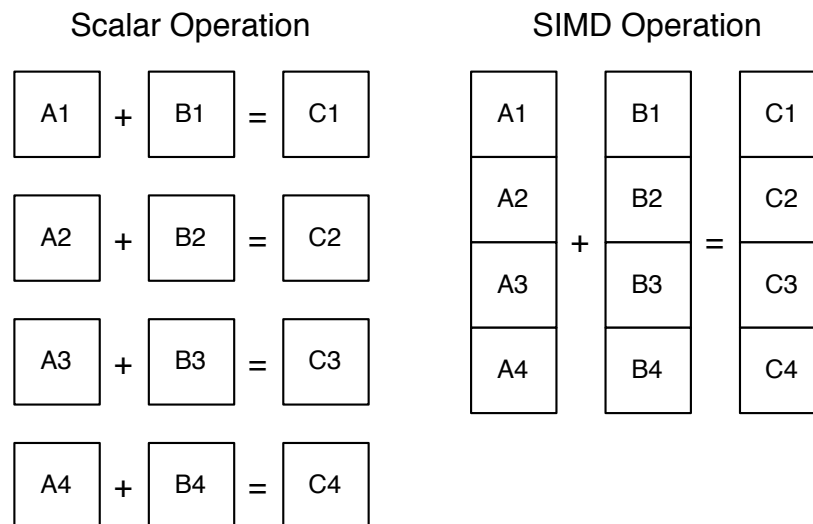 Scalar Operation
A1 + B1 = C1
A2 + B2 = C2
A3 + B3 = C3
A4 + B4 = C4
SIMD Operation
A1 B1 C1
A2 B2 C2
+ =
A3 B3 C3
A4 B4 C4